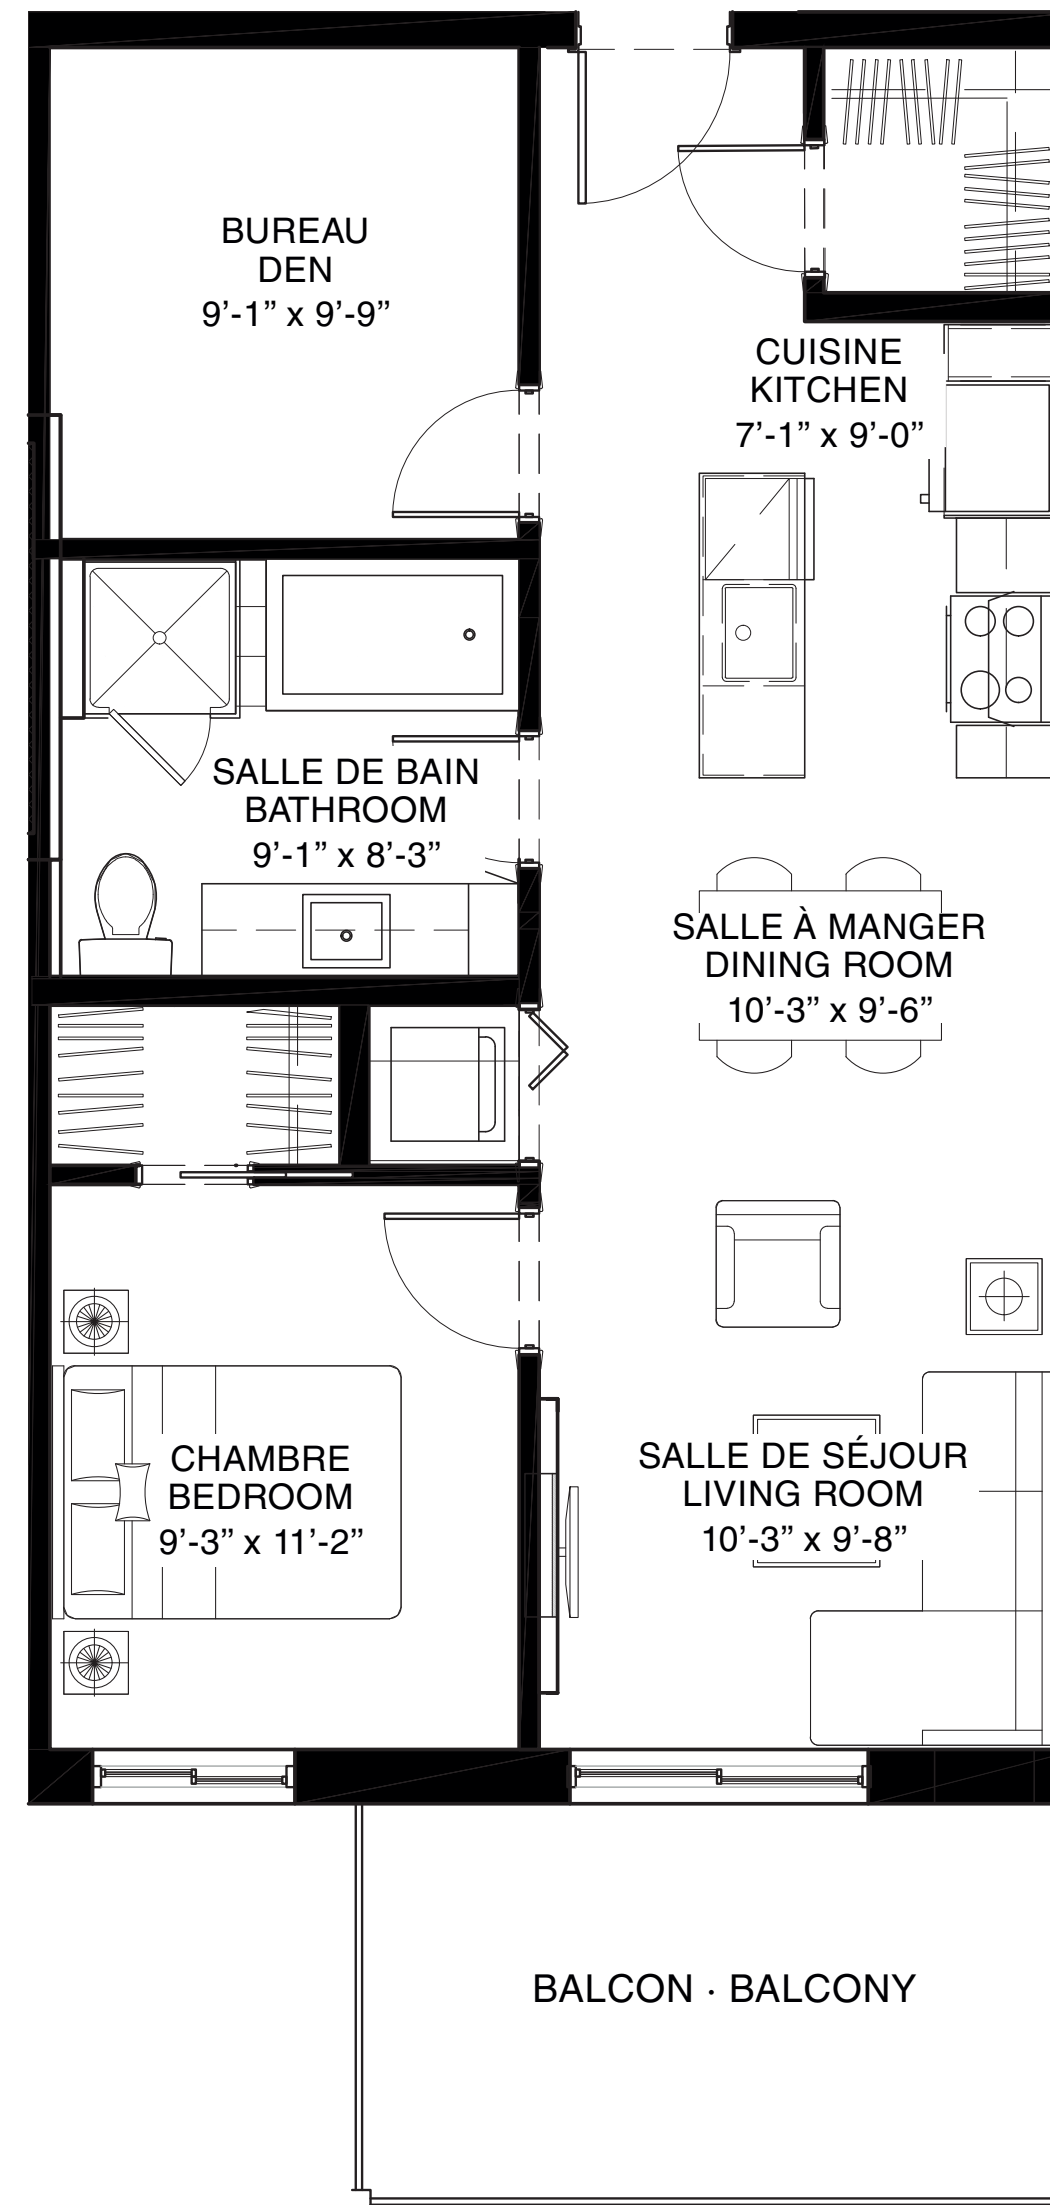 BUREAU
DEN
9’-1” x 9’-9”
CUISINE
KITCHEN
7’-1” x 9’-0”
SALLE DE BAIN
BATHROOM
9’-1” x 8’-3”
SALLE À MANGER
DINING ROOM
10’-3” x 9’-6”
CHAMBRE
BEDROOM
9’-3” x 11’-2”
SALLE DE SÉJOUR
LIVING ROOM
10’-3” x 9’-8”
BALCON · BALCONY